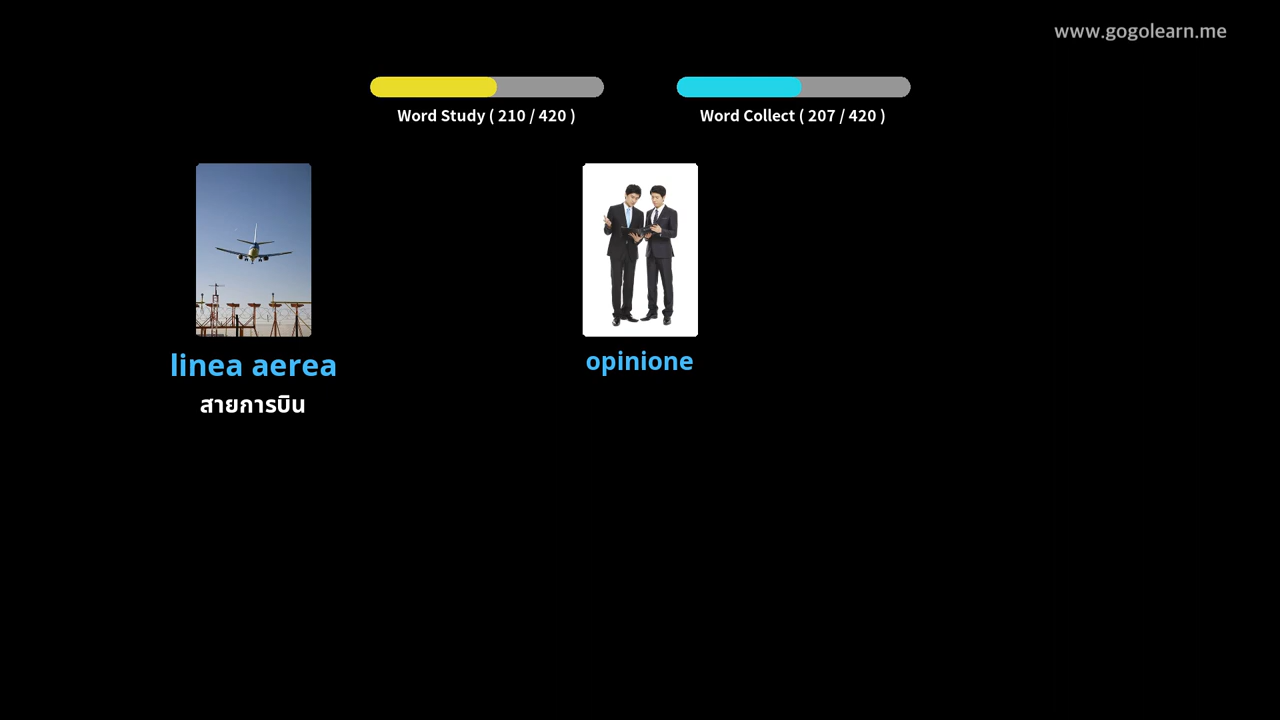 www.gogolearn.me
Word Study ( 210 / 420 )
Word Collect ( 207 / 420 )
linea aerea
สายการบิน
opinione